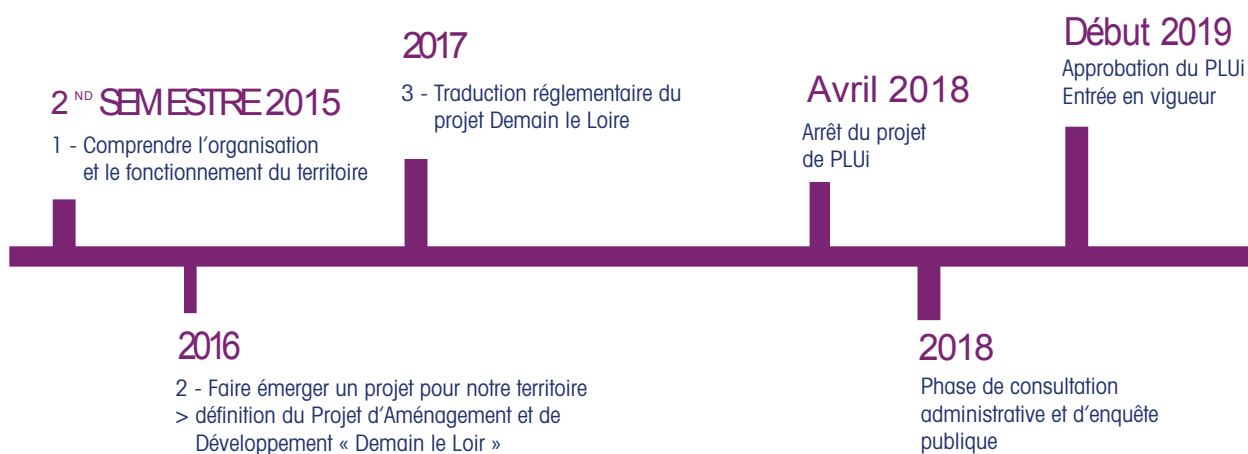 2ND SEMESTRE 2015
1 - Comprendre l'organisation
et le fonctionnement du territoire
2016
2 - Faire émerger un projet pour notre territoire
> définition du Projet d'Aménagement et de
Développement « Demain le Loir »
2017
3 - Traduction réglementaire du
projet Demain le Loire
Avril 2018
Arrêt du projet
de PLUi
2018
Phase de consultation
administrative et d'enquête
publique
Début 2019
Approbation du PLUi
Entrée en vigueur